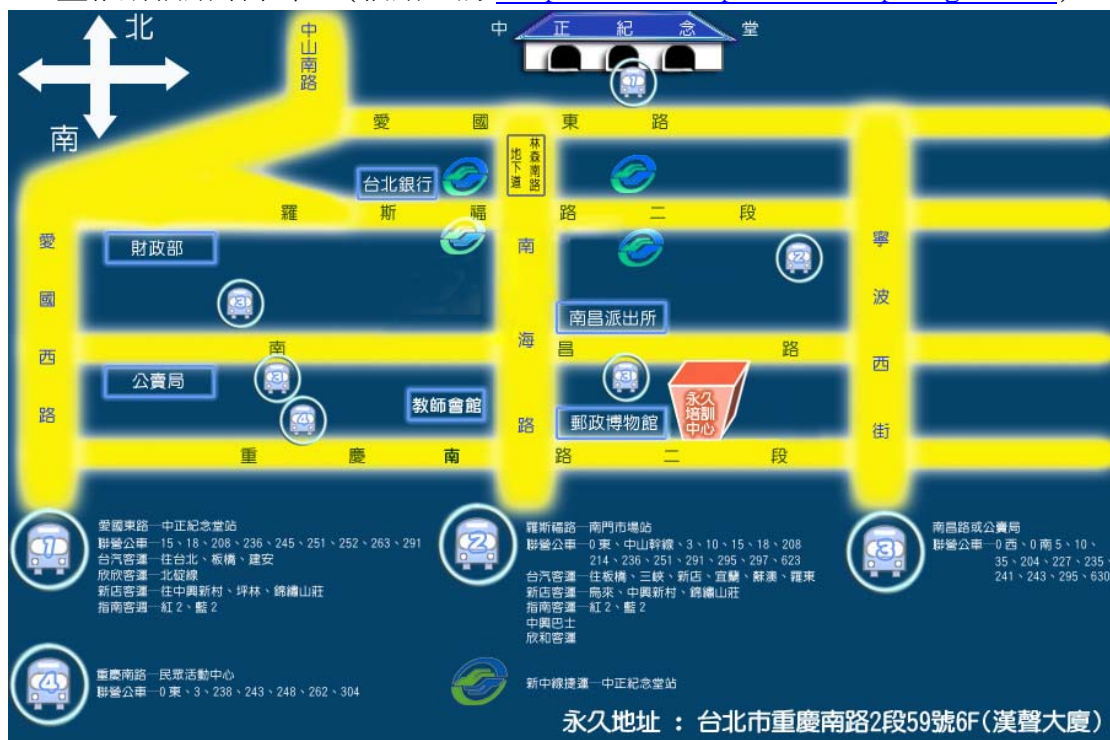 北
南
中山南路
中正紀念堂
1
愛國東路
林森南路
地下道
台北銀行
羅斯福路二段
愛國西路
財政部
南海路
寧波西街
2
3
南昌派出所
南昌路
公賣局
3
4
教師會館
3
永久
培訓
中心
郵政博物館
重慶南路二段
1
愛國東路—中正紀念堂站
聯營公車—15、18、208、236、245、251、252、263、291
台汽客運—往台北、板橋、建安
欣欣客運—北碇線
新店客運—往中興新村、坪林、錦繡山莊
指南客運—紅2、藍2
2
羅斯福路—南門市場站
聯營公車—0東、中山幹線、3、10、15、18、208
214、236、251、291、295、297、623
台汽客運—往板橋、三峽、新店、宜蘭、蘇澳、羅東
新店客運—烏來、中興新村、錦繡山莊
指南客運—紅2、藍2
中興巴士
欣和客運
3
南昌路或公賣局
聯營公車—0西、0南5、10、
35、204、227、235、
241、243、295、630
4
重慶南路—民眾活動中心
聯營公車—0東、3、238、243、248、262、304
新中線捷運—中正紀念堂站
永久地址 : 台北市重慶南路2段59號6F(漢聲大廈)